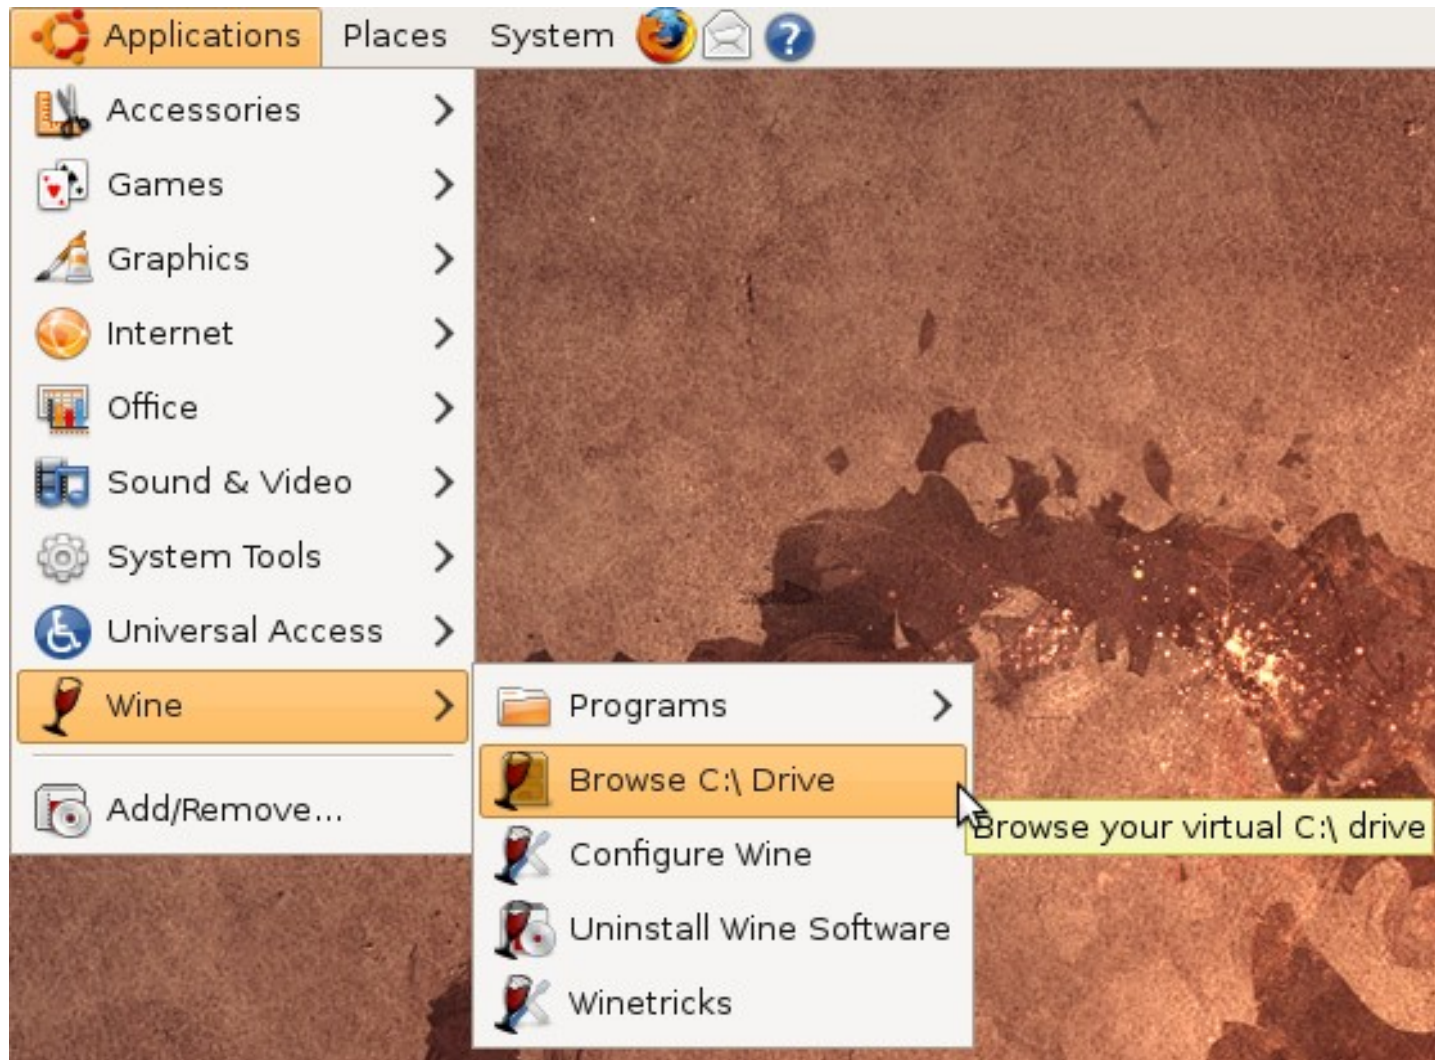 Applications Places System
Accessories
Games
Graphics
Internet
Office
Sound & Video
System Tools
Universal Access
Wine
Add/Remove...
Programs
Browse C:\ Drive
Configure Wine
Uninstall Wine Software
Winetricks
Browse your virtual C:\ drive